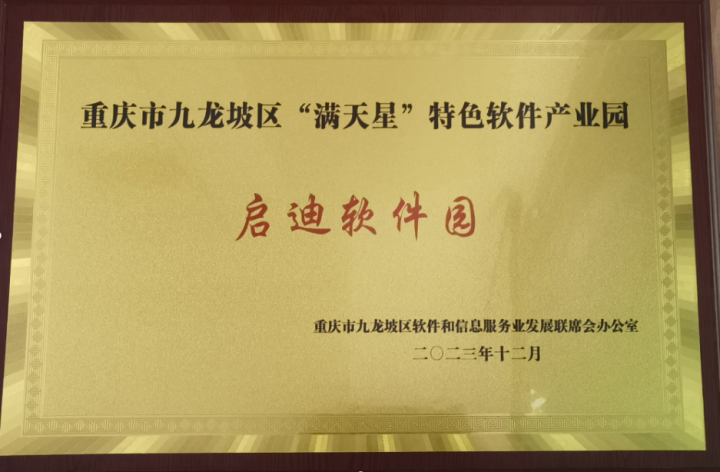 重庆市九龙坡区“满天星”特色软件产业园
启迪软件园
重庆市九龙坡区软件和信息服务业发展联席会办公室
二〇二三年十二月